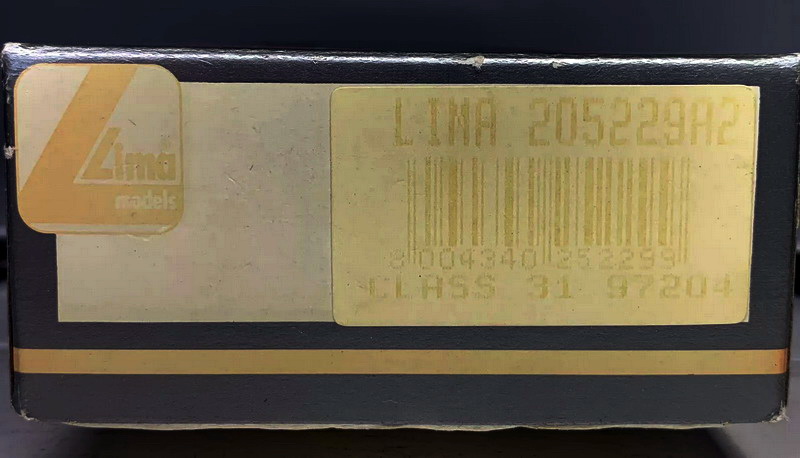 Lima
models
LIMA 205229A2
8 004340 252299
CLASS 31 97204